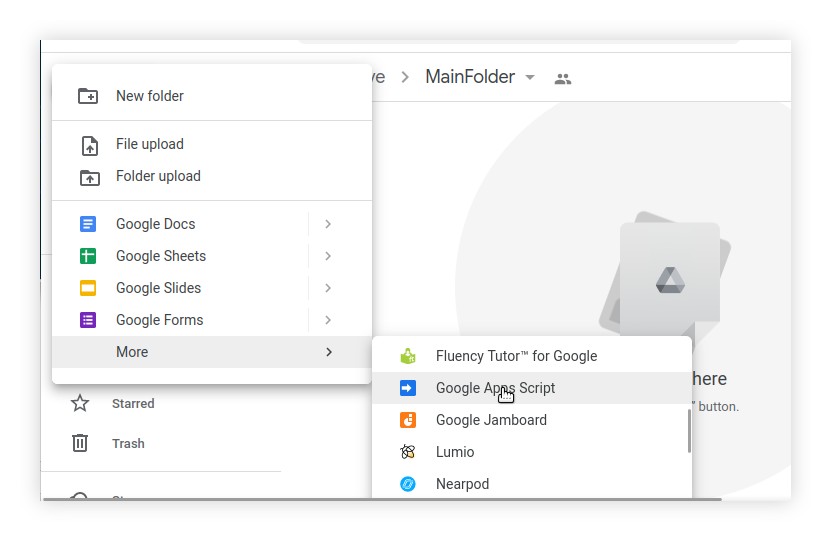 ve > MainFolder
New folder
File upload
Folder upload
Google Docs
Google Sheets
Google Slides
Google Forms
More
Fluency Tutor™ for Google
Google Apps Script
Google Jamboard
Lumio
Nearpod
here
” button.
Starred
Trash